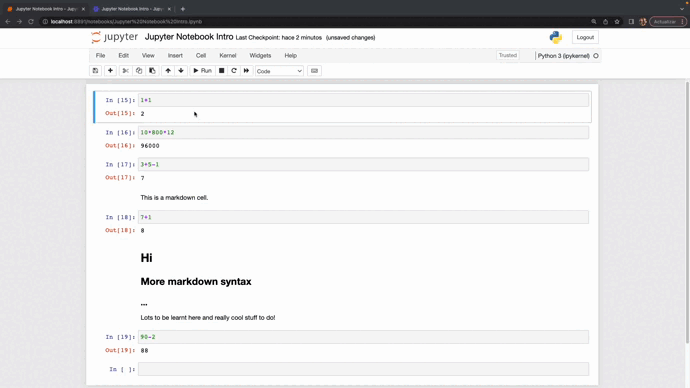 Jupyter Notebook Intro - Jupy
Jupyter Notebook Intro - Jupy
localhost:8891/notebooks/Jupyter%20Notebook%20Intro.ipynb
Actualizar
jupyter Jupyter Notebook Intro Last Checkpoint: hace 2 minutos (unsaved changes)
Logout
File Edit View Insert Cell Kernel Widgets Help
Trusted
Python 3 (ipykernel)
Run
Code
In [15]: 1+1
Out[15]: 2
In [16]: 10*800*12
Out[16]: 96000
In [17]: 3+5-1
Out[17]: 7
This is a markdown cell.
In [18]: 7+1
Out[18]: 8
Hi
More markdown syntax
...
Lots to be learnt here and really cool stuff to do!
In [19]: 90-2
Out[19]: 88
In [ ]: